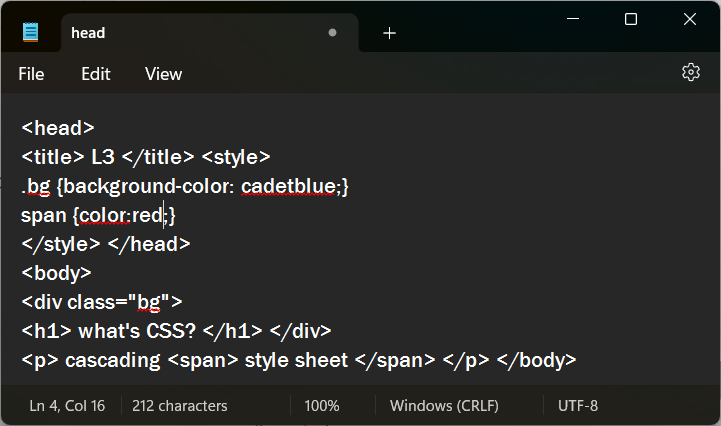 head
File Edit View
<head>
<title> L3 </title> <style>
.bg {background-color: cadetblue;}
span {color:red;}
</style> </head>
<body>
<div class="bg">
<h1> what's CSS? </h1> </div>
<p> cascading <span> style sheet </span> </p> </body>
Ln 4, Col 16 212 characters 100% Windows (CRLF) UTF-8